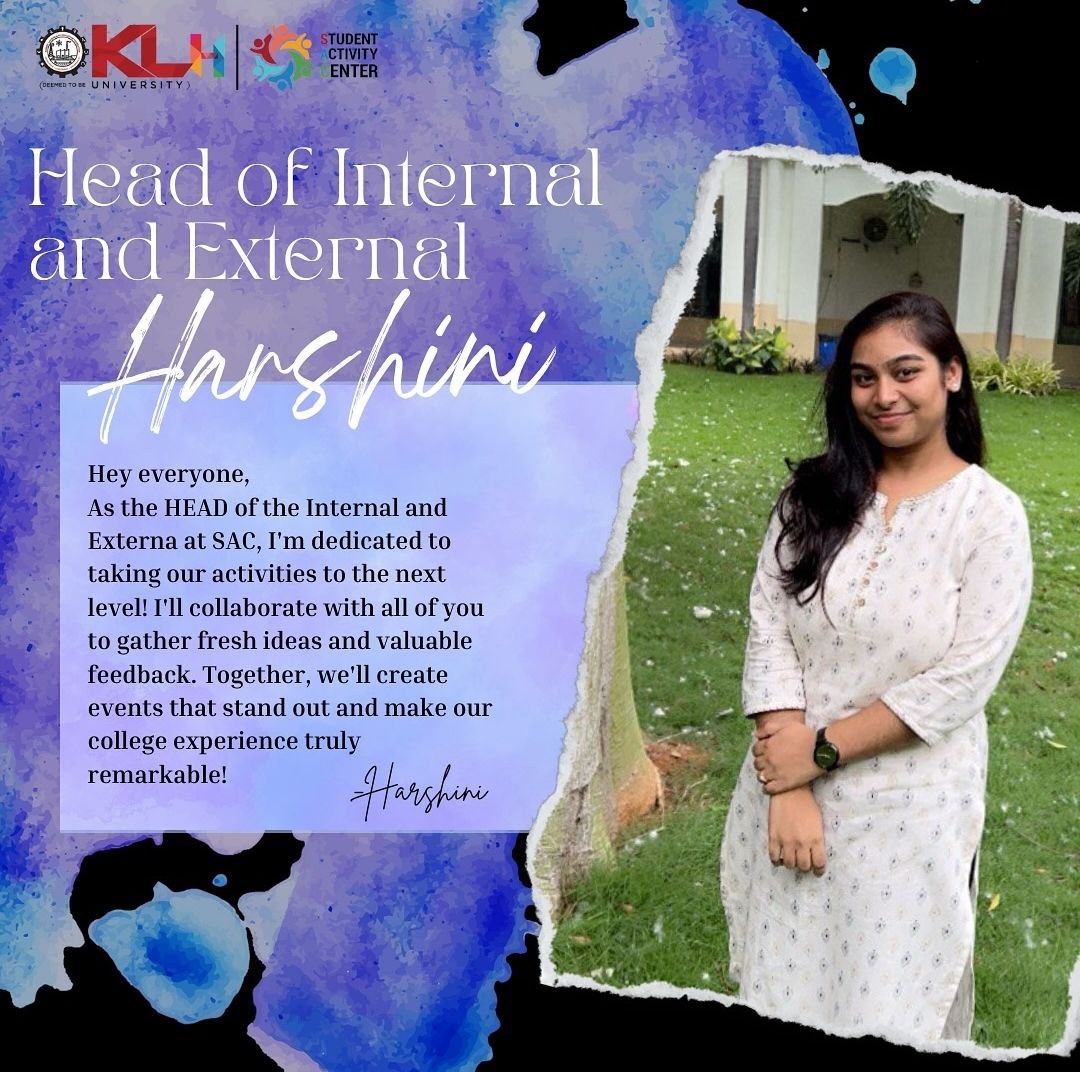 KLH
(DEEMED TO BE UNIVERSITY)
STUDENT
ACTIVITY
CENTER
Head of Internal
and External
Harshini
Hey everyone,
As the HEAD of the Internal and
Externa at SAC, I'm dedicated to
taking our activities to the next
level! I'll collaborate with all of you
to gather fresh ideas and valuable
feedback. Together, we'll create
events that stand out and make our
college experience truly
remarkable!
-Harshini